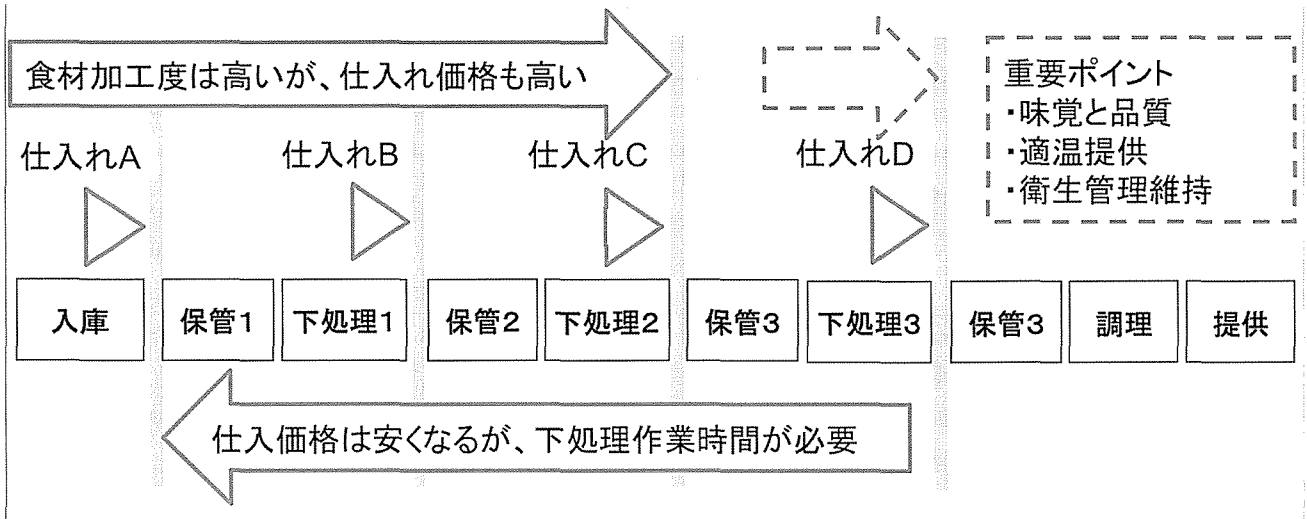 食材加工度は高いが、仕入れ価格も高い
重要ポイント
・味覚と品質
・適温提供
・衛生管理維持
仕入れA
仕入れB
仕入れC
仕入れD
入庫
保管1
下処理1
保管2
下処理2
保管3
下処理3
保管3
調理
提供
仕入価格は安くなるが、下処理作業時間が必要